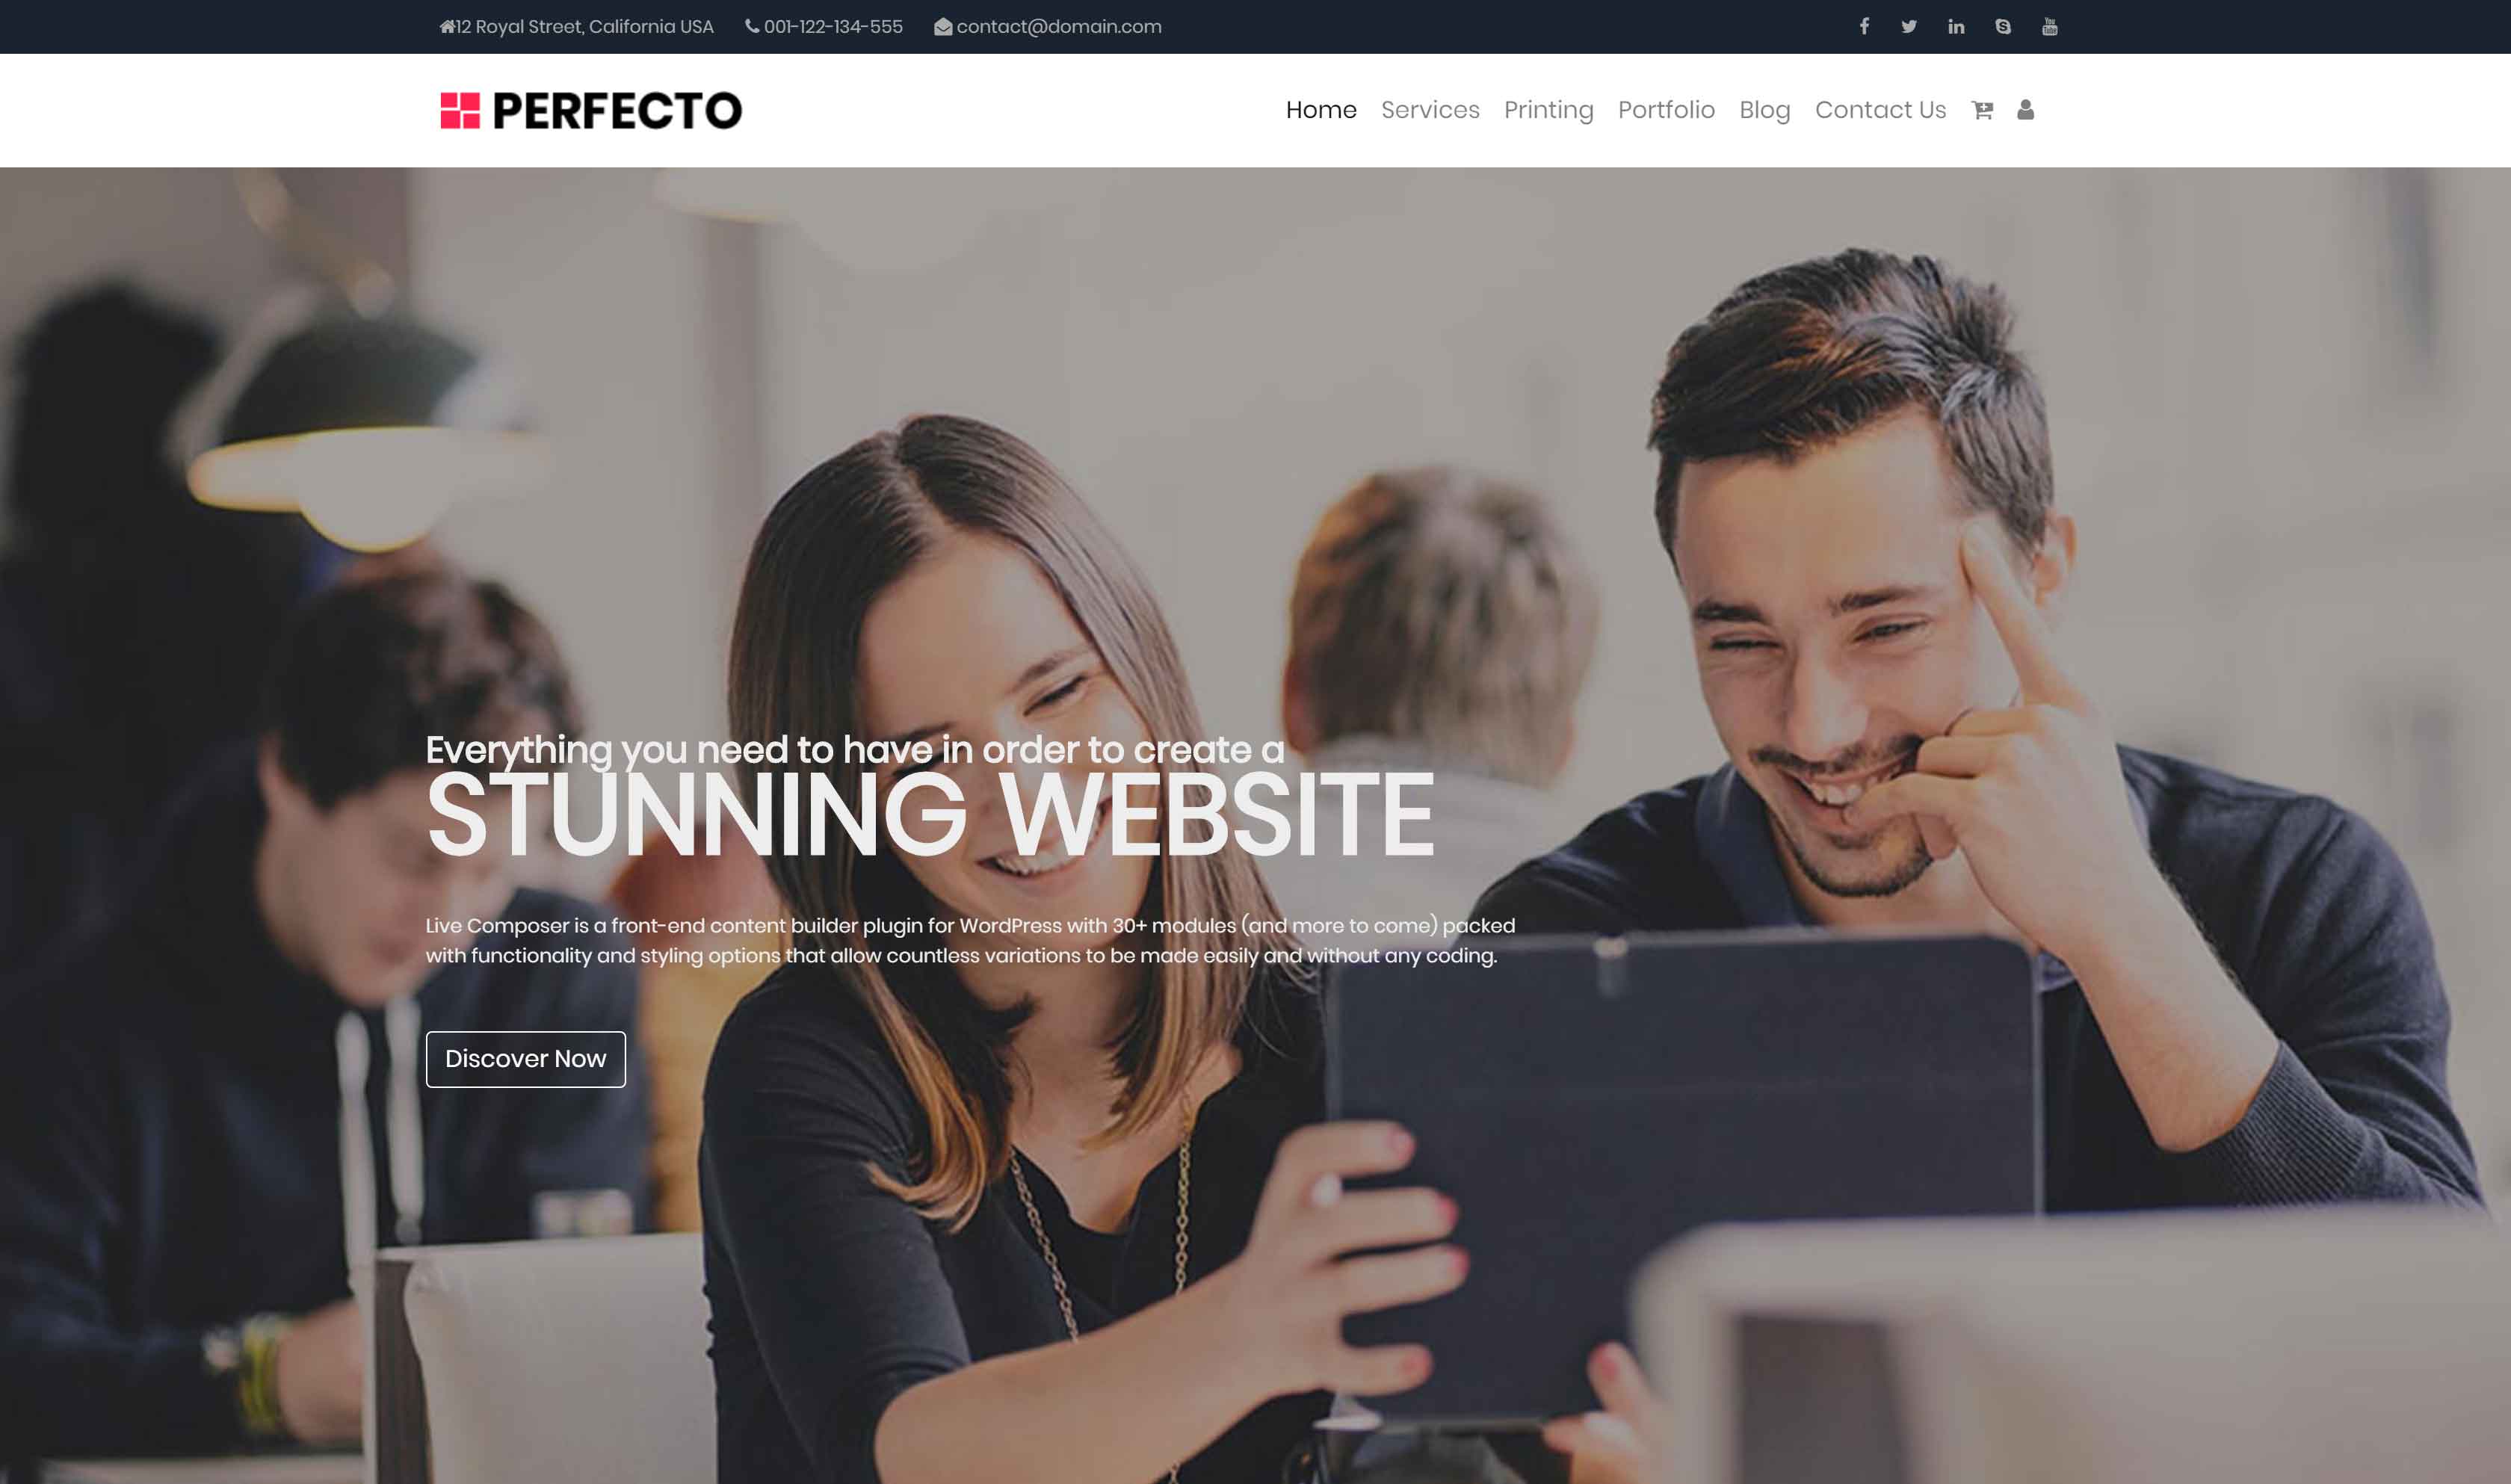 12 Royal Street, California USA 001-122-134-555 contact@domain.com
PERFECTO
Home Services Printing Portfolio Blog Contact Us
Everything you need to have in order to create a
STUNNING WEBSITE
Live Composer is a front-end content builder plugin for WordPress with 30+ modules (and more to come) packed
with functionality and styling options that allow countless variations to be made easily and without any coding.
Discover Now